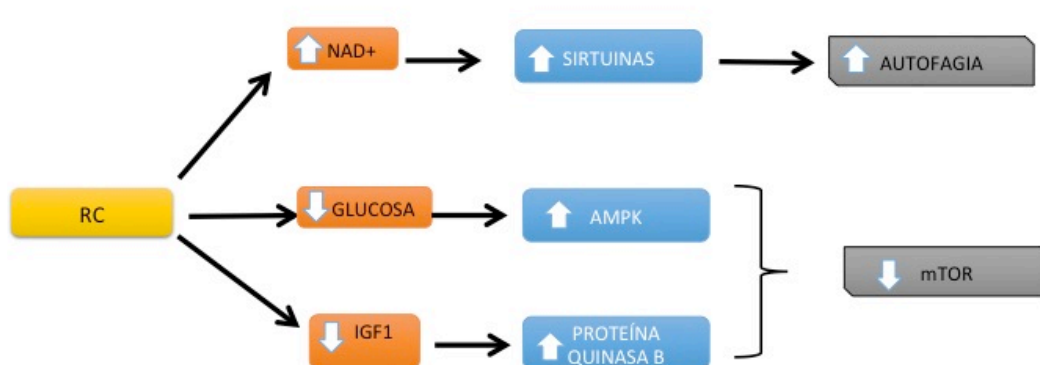 NAD+
SIRTUINAS
AUTOFAGIA
RC
GLUCOSA
AMPK
mTOR
IGF1
PROTEÍNA
QUINASA B